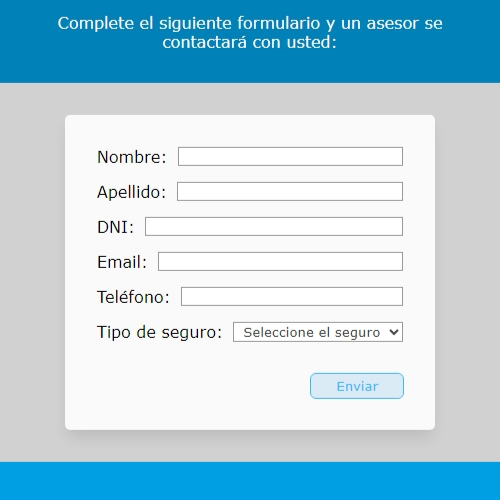 Complete el siguiente formulario y un asesor se
contactará con usted:
Nombre:
Apellido:
DNI:
Email:
Teléfono:
Tipo de seguro: Seleccione el seguro
Enviar